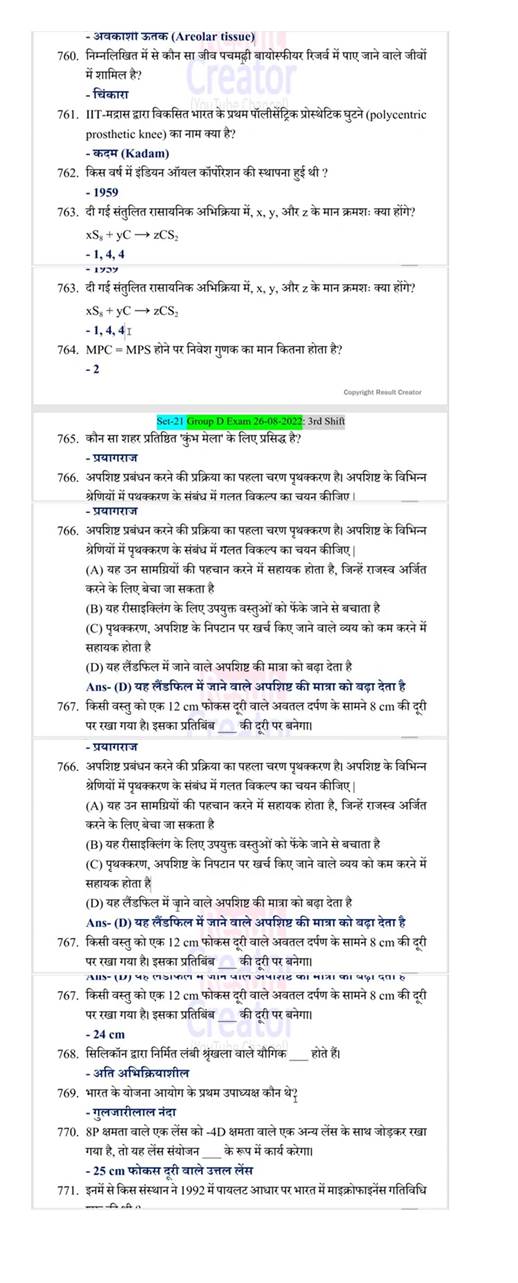 - अवकाशी ऊतक (Areolar tissue)
760. निम्नलिखित में से कौन सा जीव पचमढ़ी बायोस्फीयर रिजर्व में पाए जाने वाले जीवों
में शामिल है?
- चिंकारा
Creator
(YouTube Channel)
761. IIT-मद्रास द्वारा विकसित भारत के प्रथम पॉलीसेंट्रिक प्रोस्थेटिक घुटने (polycentric
prosthetic knee) का नाम क्या है?
- कदम (Kadam)
762. किस वर्ष में इंडियन ऑयल कॉर्पोरेशन की स्थापना हुई थी ?
- 1959
763. दी गई संतुलित रासायनिक अभिक्रिया में, x, y, और z के मान क्रमशः क्या होंगे?
xS₈ + yC → zCS₂
- 1, 4, 4
- 1959
763. दी गई संतुलित रासायनिक अभिक्रिया में, x, y, और z के मान क्रमशः क्या होंगे?
xS₈ + yC → zCS₂
- 1, 4, 4
764. MPC = MPS होने पर निवेश गुणक का मान कितना होता है?
- 2
Copyright Result Creator
Set-21 Group D Exam 26-08-2022: 3rd Shift
765. कौन सा शहर प्रतिष्ठित 'कुंभ मेला' के लिए प्रसिद्ध है?
- प्रयागराज
766. अपशिष्ट प्रबंधन करने की प्रक्रिया का पहला चरण पृथक्करण है। अपशिष्ट के विभिन्न
श्रेणियों में पृथक्करण के संबंध में गलत विकल्प का चयन कीजिए |
- प्रयागराज
766. अपशिष्ट प्रबंधन करने की प्रक्रिया का पहला चरण पृथक्करण है। अपशिष्ट के विभिन्न
श्रेणियों में पृथक्करण के संबंध में गलत विकल्प का चयन कीजिए |
(A) यह उन सामग्रियों की पहचान करने में सहायक होता है, जिन्हें राजस्व अर्जित
करने के लिए बेचा जा सकता है
(B) यह रीसाइक्लिंग के लिए उपयुक्त वस्तुओं को फेंके जाने से बचाता है
(C) पृथक्करण, अपशिष्ट के निपटान पर खर्च किए जाने वाले व्यय को कम करने में
सहायक होता है
(D) यह लैंडफिल में जाने वाले अपशिष्ट की मात्रा को बढ़ा देता है
Ans- (D) यह लैंडफिल में जाने वाले अपशिष्ट की मात्रा को बढ़ा देता है
767. किसी वस्तु को एक 12 cm फोकस दूरी वाले अवतल दर्पण के सामने 8 cm की दूरी
पर रखा गया है। इसका प्रतिबिंब ____ की दूरी पर बनेगा।
- प्रयागराज
766. अपशिष्ट प्रबंधन करने की प्रक्रिया का पहला चरण पृथक्करण है। अपशिष्ट के विभिन्न
श्रेणियों में पृथक्करण के संबंध में गलत विकल्प का चयन कीजिए |
(A) यह उन सामग्रियों की पहचान करने में सहायक होता है, जिन्हें राजस्व अर्जित
करने के लिए बेचा जा सकता है
(B) यह रीसाइक्लिंग के लिए उपयुक्त वस्तुओं को फेंके जाने से बचाता है
(C) पृथक्करण, अपशिष्ट के निपटान पर खर्च किए जाने वाले व्यय को कम करने में
सहायक होता है
(D) यह लैंडफिल में जाने वाले अपशिष्ट की मात्रा को बढ़ा देता है
Ans- (D) यह लैंडफिल में जाने वाले अपशिष्ट की मात्रा को बढ़ा देता है
767. किसी वस्तु को एक 12 cm फोकस दूरी वाले अवतल दर्पण के सामने 8 cm की दूरी
पर रखा गया है। इसका प्रतिबिंब ____ की दूरी पर बनेगा।
Ans- (D) यह लैंडफिल में जाने वाले अपशिष्ट की मात्रा को बढ़ा देता है
767. किसी वस्तु को एक 12 cm फोकस दूरी वाले अवतल दर्पण के सामने 8 cm की दूरी
पर रखा गया है। इसका प्रतिबिंब ____ की दूरी पर बनेगा।
- 24 cm
768. सिलिकॉन द्वारा निर्मित लंबी श्रृंखला वाले यौगिक ____ होते हैं।
- अति अभिक्रियाशील
769. भारत के योजना आयोग के प्रथम उपाध्यक्ष कौन थे?
- गुलजारीलाल नंदा
770. 8P क्षमता वाले एक लेंस को -4D क्षमता वाले एक अन्य लेंस के साथ जोड़कर रखा
गया है, तो यह लेंस संयोजन ____ के रूप में कार्य करेगा।
- 25 cm फोकस दूरी वाले उत्तल लेंस
771. इनमें से किस संस्थान ने 1992 में पायलट आधार पर भारत में माइक्रोफाइनेंस गतिविधि